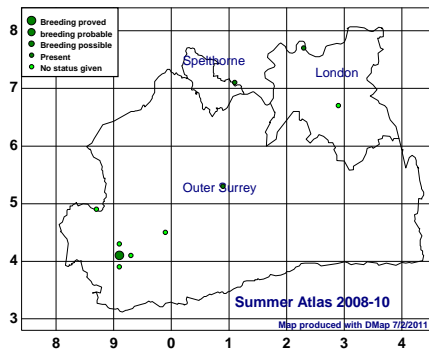 Breeding proved
breeding probable
Breeding possible
Present
No status given
Spelthorne
London
Outer Surrey
Summer Atlas 2008-10
Map produced with DMap 7/2/2011
8
7
6
5
4
3
8 9 0 1 2 3 4